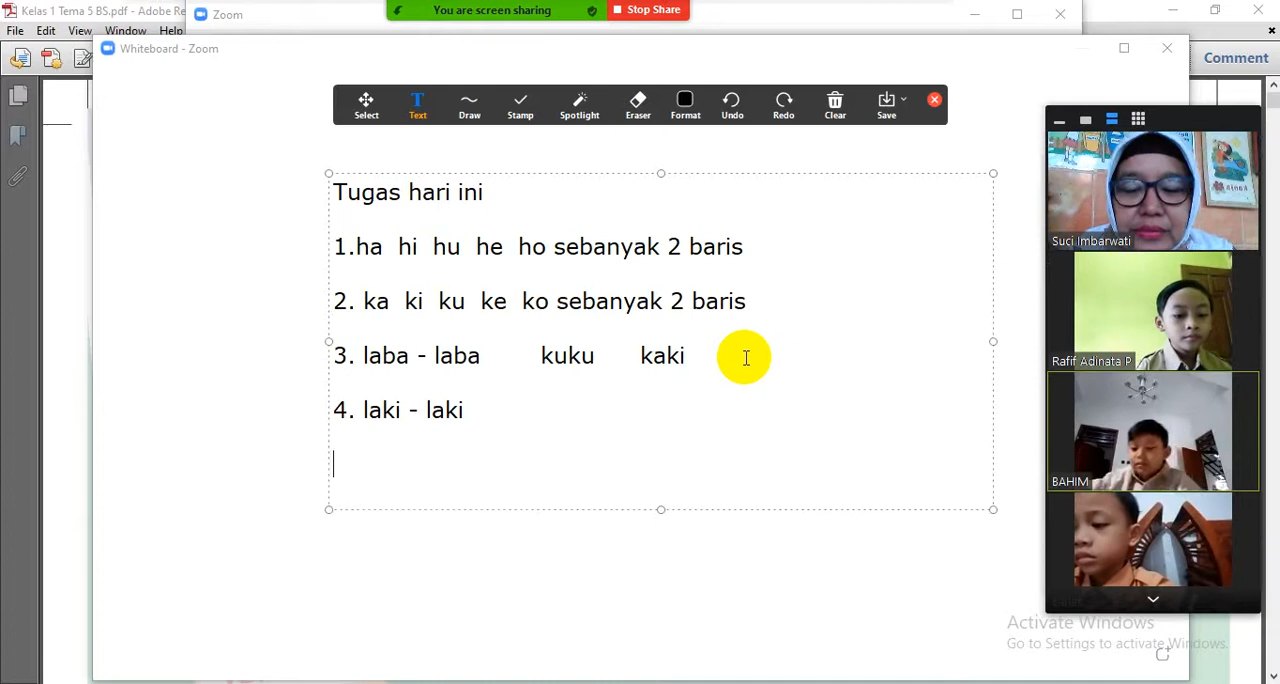 Kelas 1 Tema 5 BS.pdf - Adobe Re
Zoom
You are screen sharing
Stop Share
File Edit View Window Help
Whiteboard - Zoom
Comment
Select Text Draw Stamp Spotlight Eraser Format Undo Redo Clear Save
Tugas hari ini
1.ha hi hu he ho sebanyak 2 baris
2. ka ki ku ke ko sebanyak 2 baris
3. laba - laba kuku kaki
4. laki - laki
Suci Imbarwati
Rafif Adinata P
BAHIM
Activate Windows
Go to Settings to activate Windows.